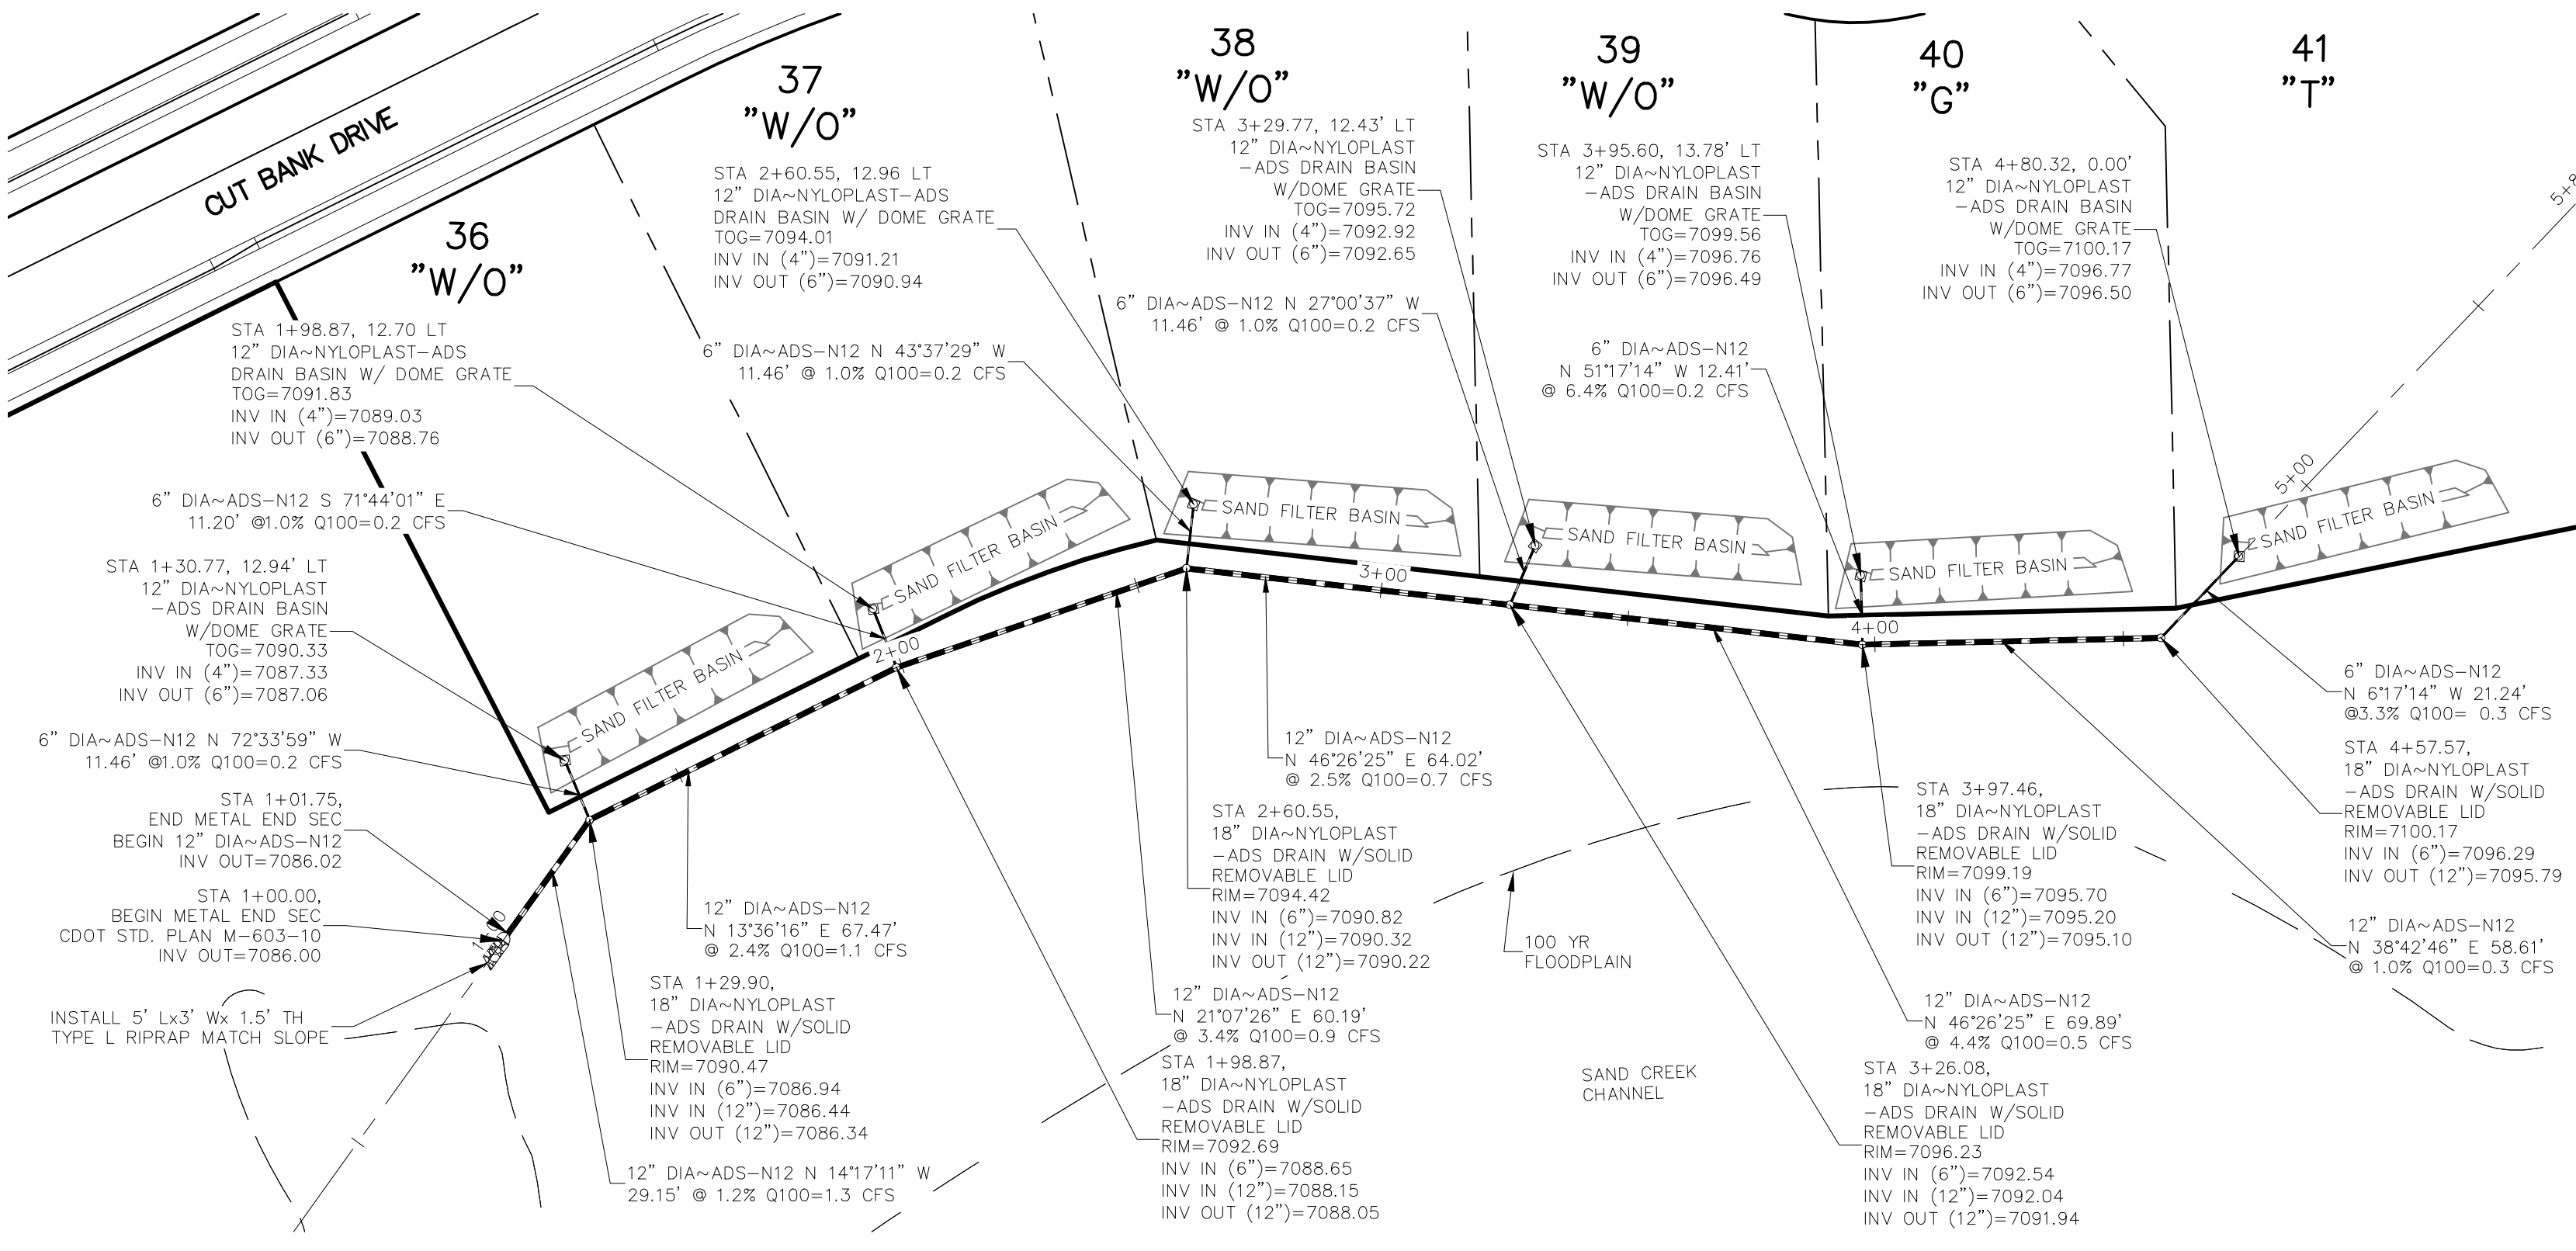 CUT BANK DRIVE
36
"W/O"
37
"W/O"
38
"W/O"
39
"W/O"
40
"G"
41
"T"
STA 1+98.87, 12.70 LT
12" DIA~NYLOPLAST-ADS
DRAIN BASIN W/ DOME GRATE
TOG=7091.83
INV IN (4")=7089.03
INV OUT (6")=7088.76
STA 2+60.55, 12.96 LT
12" DIA~NYLOPLAST-ADS
DRAIN BASIN W/ DOME GRATE
TOG=7094.01
INV IN (4")=7091.21
INV OUT (6")=7090.94
STA 3+29.77, 12.43' LT
12" DIA~NYLOPLAST
-ADS DRAIN BASIN
W/DOME GRATE
TOG=7095.72
INV IN (4")=7092.92
INV OUT (6")=7092.65
STA 3+95.60, 13.78' LT
12" DIA~NYLOPLAST
-ADS DRAIN BASIN
W/DOME GRATE
TOG=7099.56
INV IN (4")=7096.76
INV OUT (6")=7096.49
STA 4+80.32, 0.00'
12" DIA~NYLOPLAST
-ADS DRAIN BASIN
W/DOME GRATE
TOG=7100.17
INV IN (4")=7096.77
INV OUT (6")=7096.50
6" DIA~ADS-N12 N 43°37'29" W
11.46' @ 1.0% Q100=0.2 CFS
6" DIA~ADS-N12 N 27°00'37" W
11.46' @ 1.0% Q100=0.2 CFS
6" DIA~ADS-N12
N 51°17'14" W 12.41'
@ 6.4% Q100=0.2 CFS
6" DIA~ADS-N12 S 71°44'01" E
11.20' @1.0% Q100=0.2 CFS
STA 1+30.77, 12.94' LT
12" DIA~NYLOPLAST
-ADS DRAIN BASIN
W/DOME GRATE
TOG=7090.33
INV IN (4")=7087.33
INV OUT (6")=7087.06
6" DIA~ADS-N12 N 72°33'59" W
11.46' @1.0% Q100=0.2 CFS
STA 1+01.75,
END METAL END SEC
BEGIN 12" DIA~ADS-N12
INV OUT=7086.02
STA 1+00.00,
BEGIN METAL END SEC
CDOT STD. PLAN M-603-10
INV OUT=7086.00
INSTALL 5' Lx3' Wx 1.5' TH
TYPE L RIPRAP MATCH SLOPE
SAND FILTER BASIN
SAND FILTER BASIN
SAND FILTER BASIN
SAND FILTER BASIN
SAND FILTER BASIN
SAND FILTER BASIN
2+00
3+00
4+00
5+00
12" DIA~ADS-N12
N 13°36'16" E 67.47'
@ 2.4% Q100=1.1 CFS
STA 1+29.90,
18" DIA~NYLOPLAST
-ADS DRAIN W/SOLID
REMOVABLE LID
RIM=7090.47
INV IN (6")=7086.94
INV IN (12")=7086.44
INV OUT (12")=7086.34
12" DIA~ADS-N12 N 14°17'11" W
29.15' @ 1.2% Q100=1.3 CFS
12" DIA~ADS-N12
N 46°26'25" E 64.02'
@ 2.5% Q100=0.7 CFS
STA 2+60.55,
18" DIA~NYLOPLAST
-ADS DRAIN W/SOLID
REMOVABLE LID
RIM=7094.42
INV IN (6")=7090.82
INV IN (12")=7090.32
INV OUT (12")=7090.22
12" DIA~ADS-N12
N 21°07'26" E 60.19'
@ 3.4% Q100=0.9 CFS
STA 1+98.87,
18" DIA~NYLOPLAST
-ADS DRAIN W/SOLID
REMOVABLE LID
RIM=7092.69
INV IN (6")=7088.65
INV IN (12")=7088.15
INV OUT (12")=7088.05
100 YR
FLOODPLAIN
SAND CREEK
CHANNEL
STA 3+97.46,
18" DIA~NYLOPLAST
-ADS DRAIN W/SOLID
REMOVABLE LID
RIM=7099.19
INV IN (6")=7095.70
INV IN (12")=7095.20
INV OUT (12")=7095.10
12" DIA~ADS-N12
N 46°26'25" E 69.89'
@ 4.4% Q100=0.5 CFS
STA 3+26.08,
18" DIA~NYLOPLAST
-ADS DRAIN W/SOLID
REMOVABLE LID
RIM=7096.23
INV IN (6")=7092.54
INV IN (12")=7092.04
INV OUT (12")=7091.94
6" DIA~ADS-N12
N 6°17'14" W 21.24'
@3.3% Q100= 0.3 CFS
STA 4+57.57,
18" DIA~NYLOPLAST
-ADS DRAIN W/SOLID
REMOVABLE LID
RIM=7100.17
INV IN (6")=7096.29
INV OUT (12")=7095.79
12" DIA~ADS-N12
N 38°42'46" E 58.61'
@ 1.0% Q100=0.3 CFS